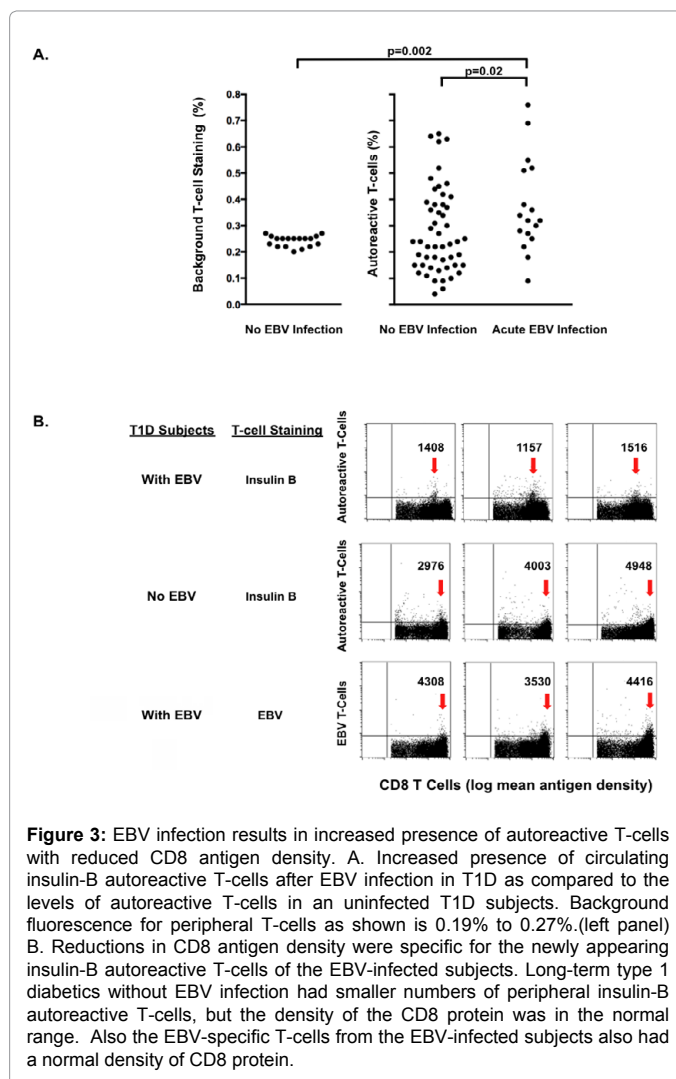 A.
p=0.002
p=0.02
Background T-cell Staining (%)
0.8
0.7
0.6
0.5
0.4
0.3
0.2
0.1
0.0
No EBV Infection
Autoreactive T-cells (%)
No EBV Infection
Acute EBV Infection
B.
T1D Subjects
T-cell Staining
With EBV
Insulin B
Autoreactive T-Cells
1408
1157
1516
No EBV
Insulin B
Autoreactive T-Cells
2976
4003
4948
With EBV
EBV
EBV T-Cells
4308
3530
4416
CD8 T Cells (log mean antigen density)
Figure 3: EBV infection results in increased presence of autoreactive T-cells
with reduced CD8 antigen density. A. Increased presence of circulating
insulin-B autoreactive T-cells after EBV infection in T1D as compared to the
levels of autoreactive T-cells in an uninfected T1D subjects. Background
fluorescence for peripheral T-cells as shown is 0.19% to 0.27%.(left panel)
B. Reductions in CD8 antigen density were specific for the newly appearing
insulin-B autoreactive T-cells of the EBV-infected subjects. Long-term type 1
diabetics without EBV infection had smaller numbers of peripheral insulin-B
autoreactive T-cells, but the density of the CD8 protein was in the normal
range. Also the EBV-specific T-cells from the EBV-infected subjects also had
a normal density of CD8 protein.